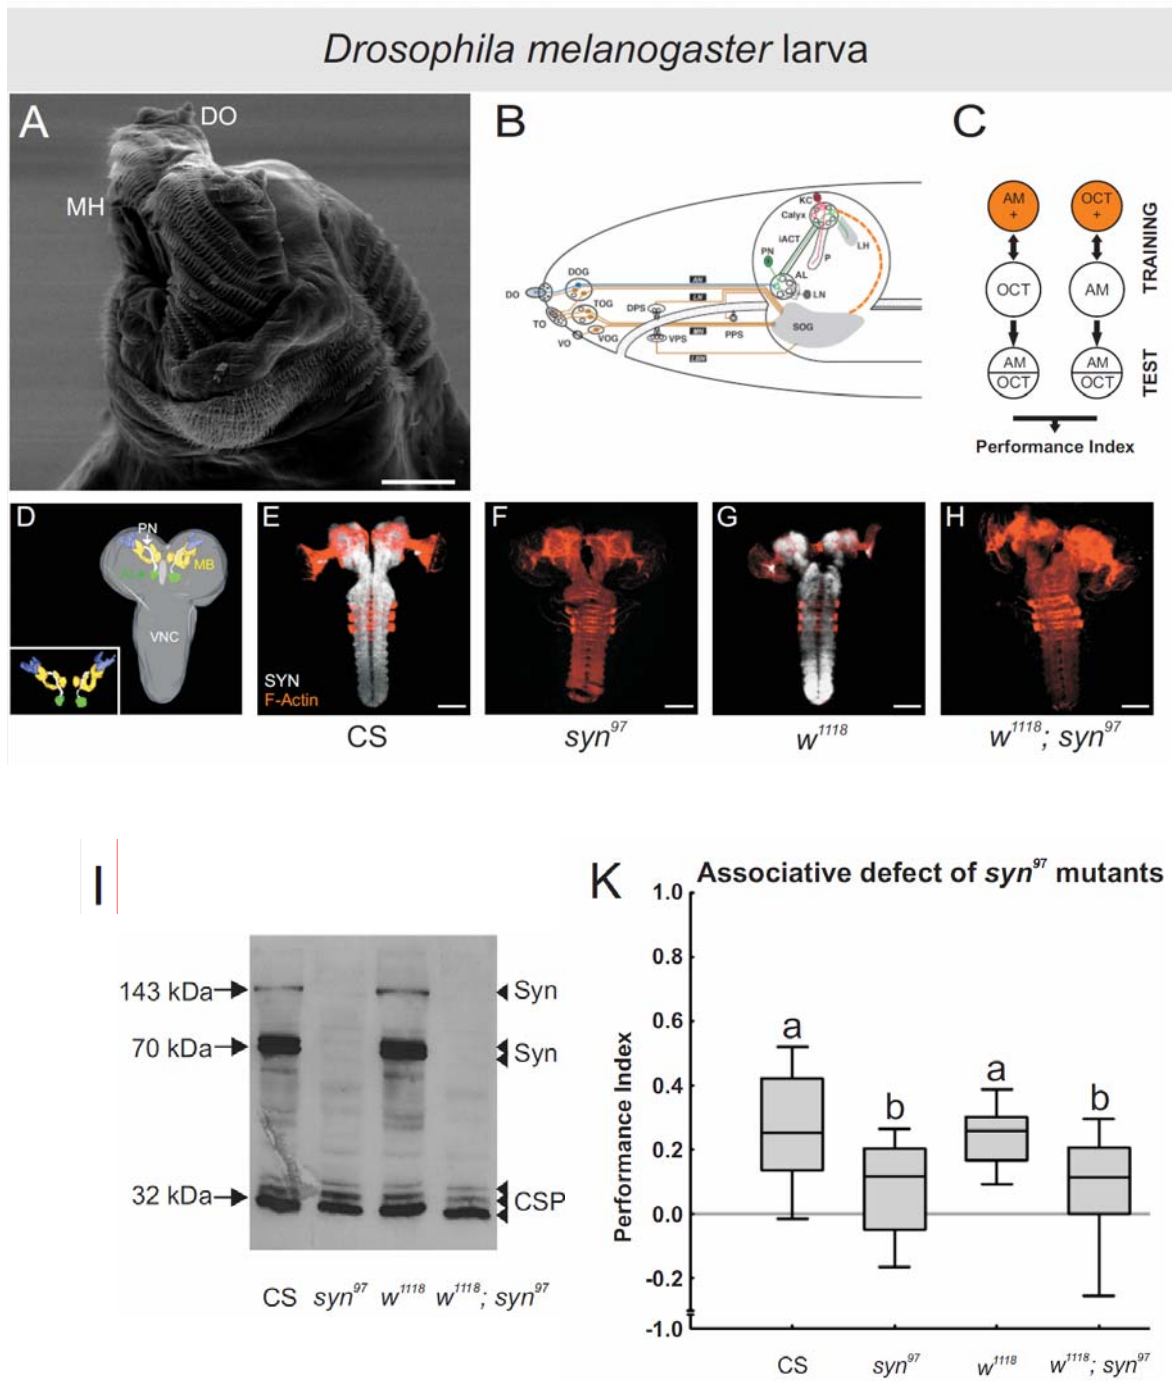 Drosophila melanogaster larva
A
DO
MH
B
KC
Calyx
iACT
LH
PN
P
DOG
AL
AN
DO
LN
LN
TOG
DPS
TO
SOG
VOG
VPS
PPS
MN
VO
LBN
C
AM
+
OCT
+
OCT
AM
TRAINING
AM
OCT
AM
OCT
TEST
Performance Index
D
PN
MB
VNC
E
SYN
F-Actin
F
G
H
CS
syn97
w1118
w1118; syn97
I
143 kDa
Syn
70 kDa
Syn
32 kDa
CSP
CS
syn97
w1118
w1118; syn97
K
Associative defect of syn97 mutants
Performance Index
1.0
0.8
0.6
0.4
0.2
0.0
-0.2
-1.0
a
b
a
b
CS
syn97
w1118
w1118; syn97